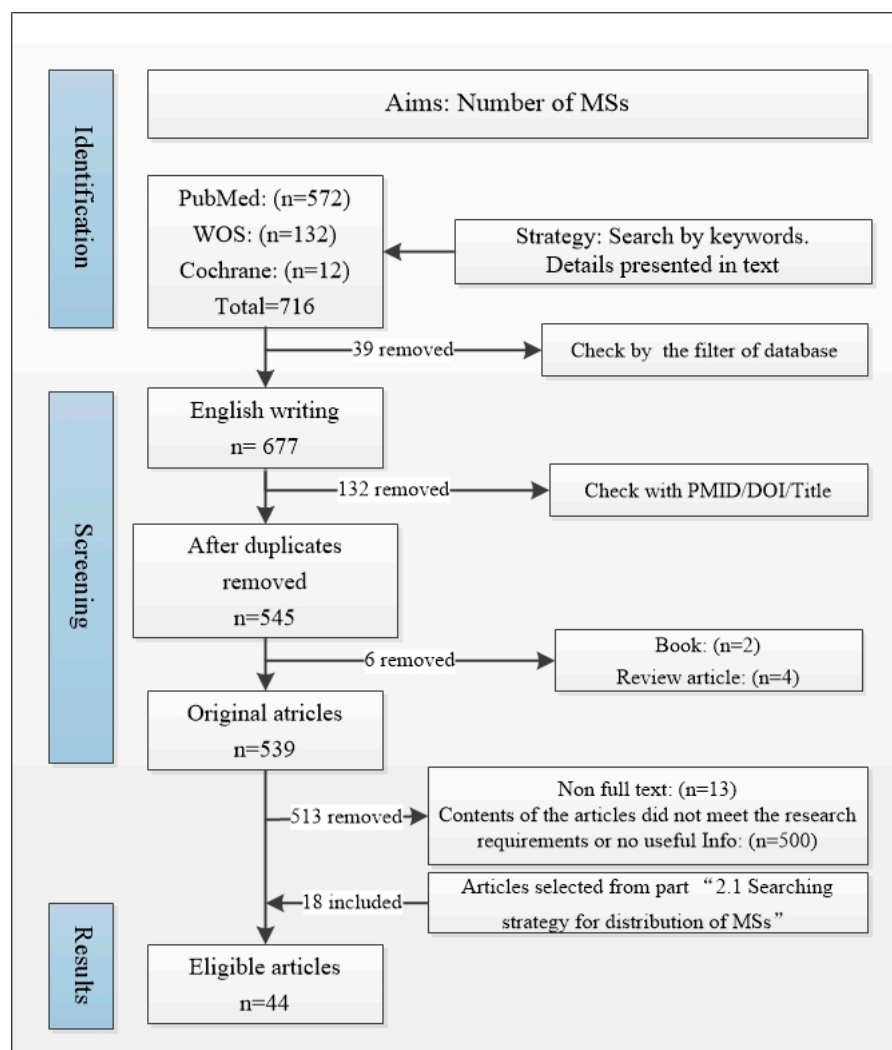 Identification
Aims: Number of MSs
PubMed: (n=572)
WOS: (n=132)
Cochrane: (n=12)
Total=716
Strategy: Search by keywords.
Details presented in text
39 removed
Check by the filter of database
Screening
English writing
n= 677
132 removed
Check with PMID/DOI/Title
After duplicates
removed
n=545
6 removed
Book: (n=2)
Review article: (n=4)
Original atricles
n=539
513 removed
Non full text: (n=13)
Contents of the articles did not meet the research
requirements or no useful Info: (n=500)
18 included
Articles selected from part “2.1 Searching
strategy for distribution of MSs”
Results
Eligible articles
n=44